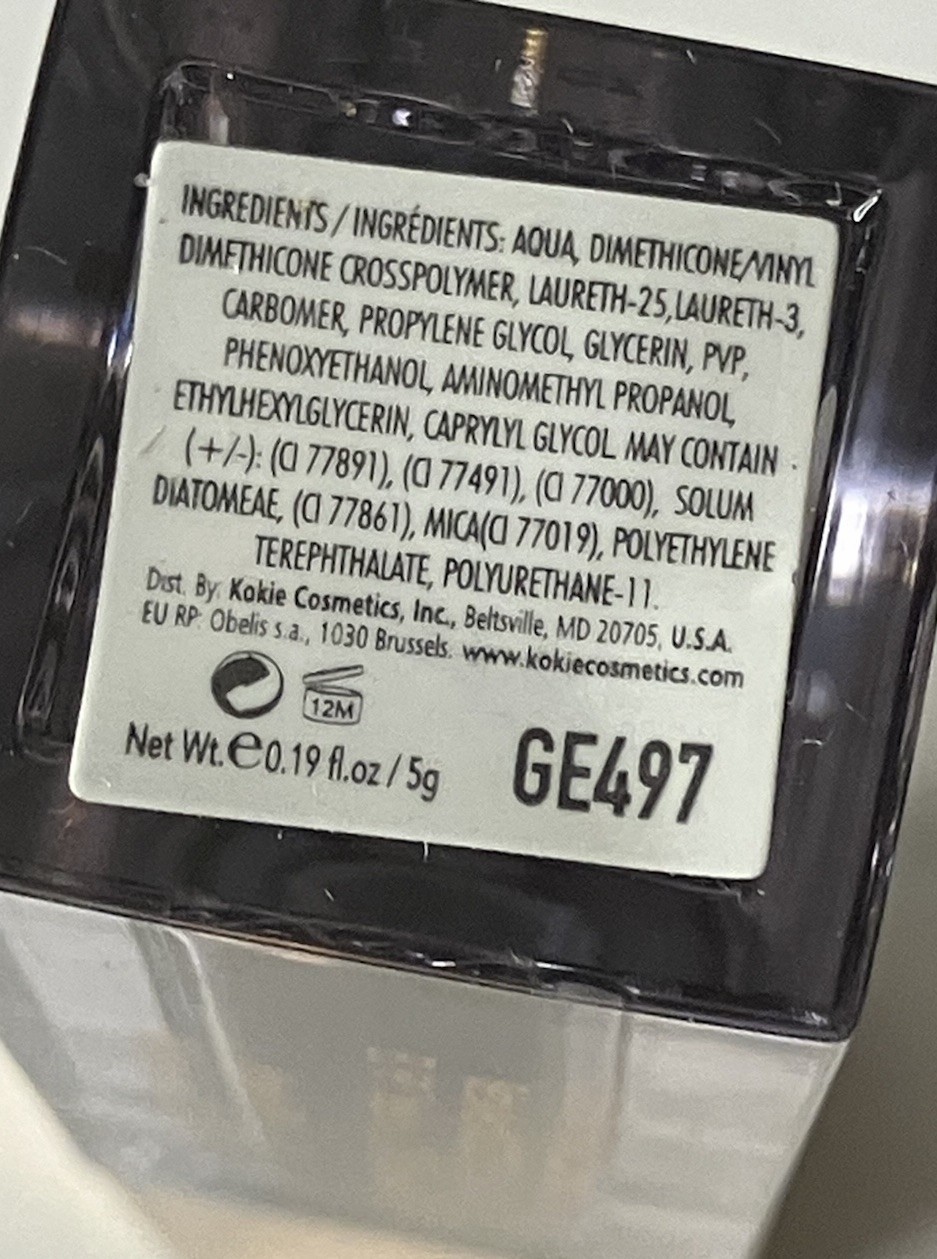 INGREDIENTS / INGRÉDIENTS: AQUA, DIMETHICONE/VINYL
DIMETHICONE CROSSPOLYMER, LAURETH-25, LAURETH-3,
CARBOMER, PROPYLENE GLYCOL, GLYCERIN, PVP,
PHENOXYETHANOL, AMINOMETHYL PROPANOL,
ETHYLHEXYLGLYCERIN, CAPRYLYL GLYCOL. MAY CONTAIN
(+/-): (CI 77891), (CI 77491), (CI 77000), SOLUM
DIATOMEAE, (CI 77861), MICA(CI 77019), POLYETHYLENE
TEREPHTHALATE, POLYURETHANE-11.
Dist. By: Kokie Cosmetics, Inc., Beltsville, MD 20705, U.S.A.
EU RP: Obelis s.a., 1030 Brussels. www.kokiecosmetics.com
12M
Net Wt. e 0.19 fl.oz / 5g GE497